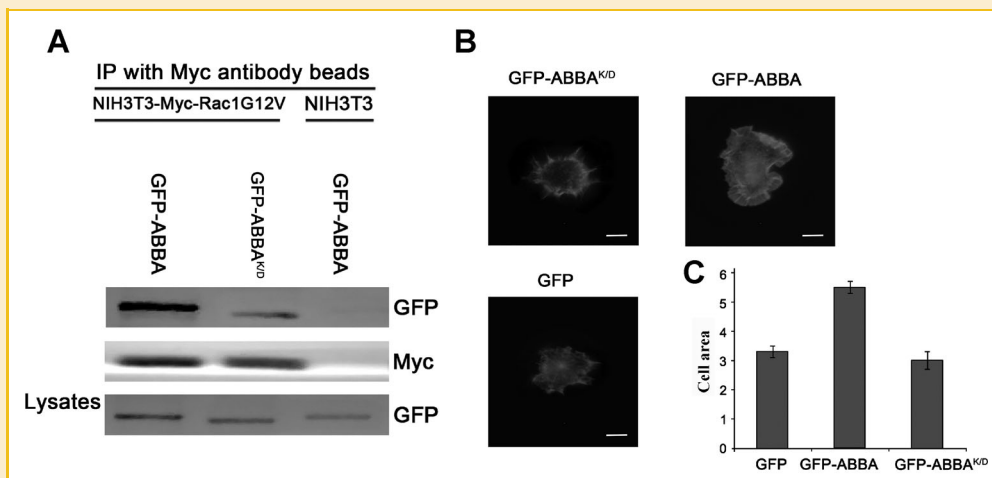 A
IP with Myc antibody beads
NIH3T3-Myc-Rac1G12V NIH3T3
GFP-ABBA
GFP-ABBAK/D
GFP-ABBA
GFP
Myc
Lysates
GFP
B
GFP-ABBAK/D
GFP-ABBA
GFP
C
Cell area
6
5
4
3
2
1
0
GFP GFP-ABBA GFP-ABBAK/D